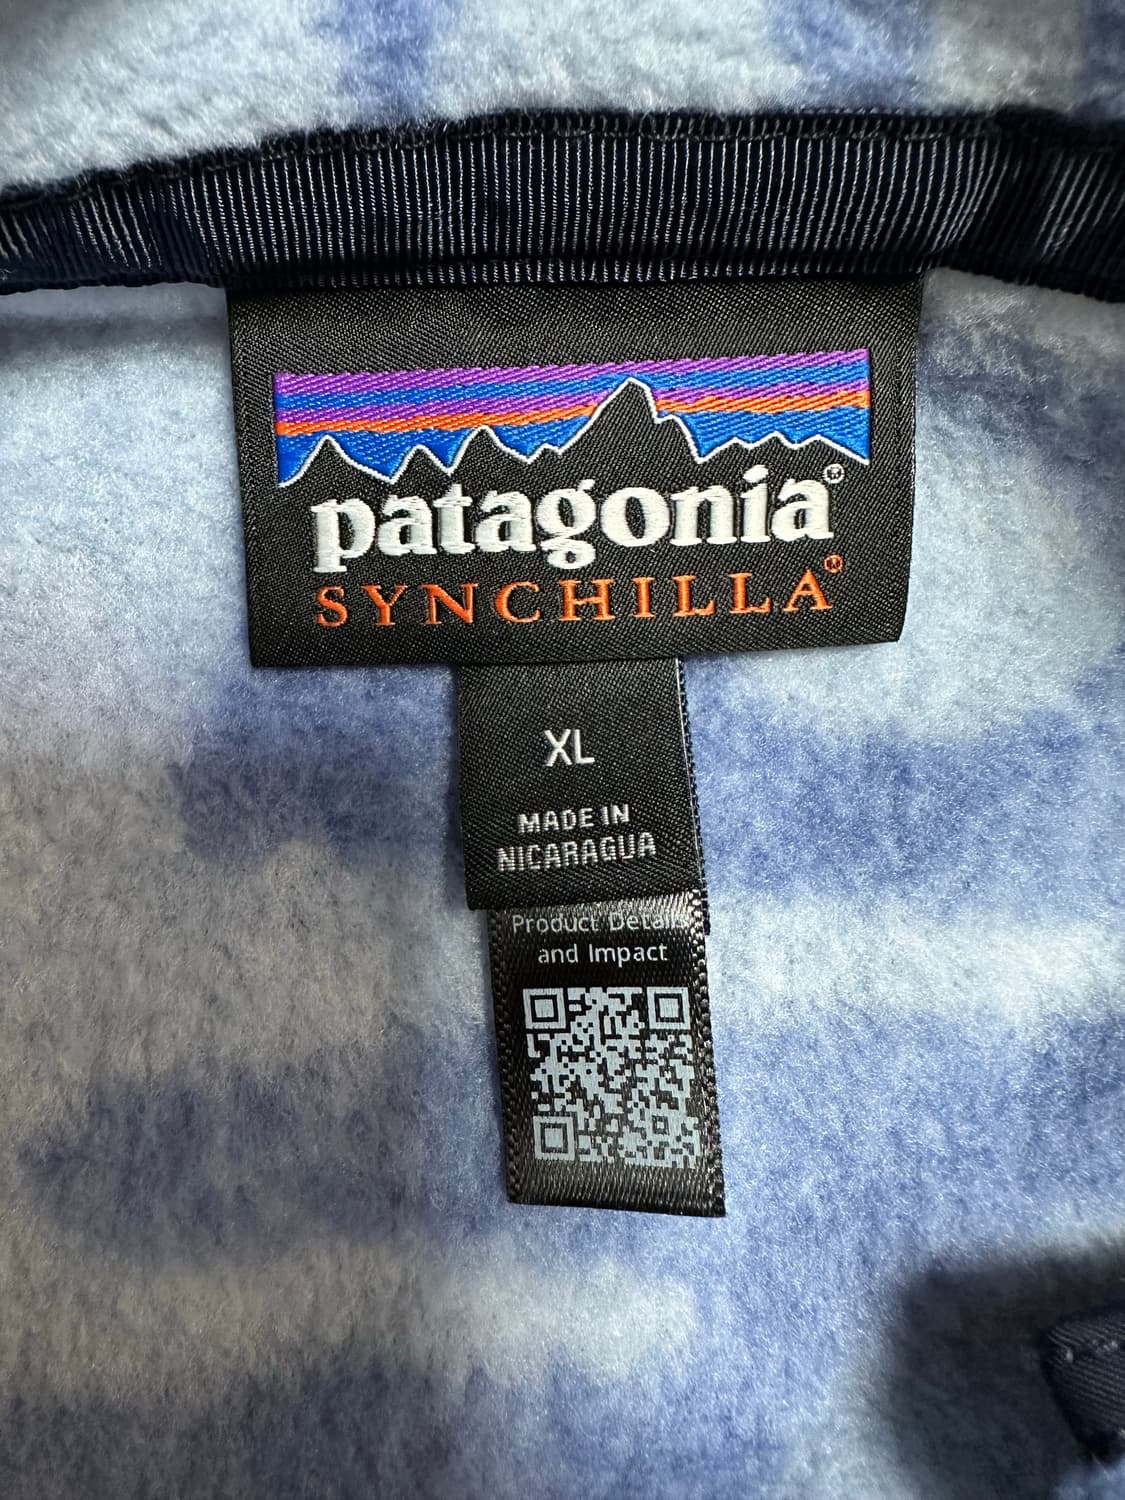 patagonia®
SYNCHILLA®
XL
MADE IN
NICARAGUA
Product Details
and Impact